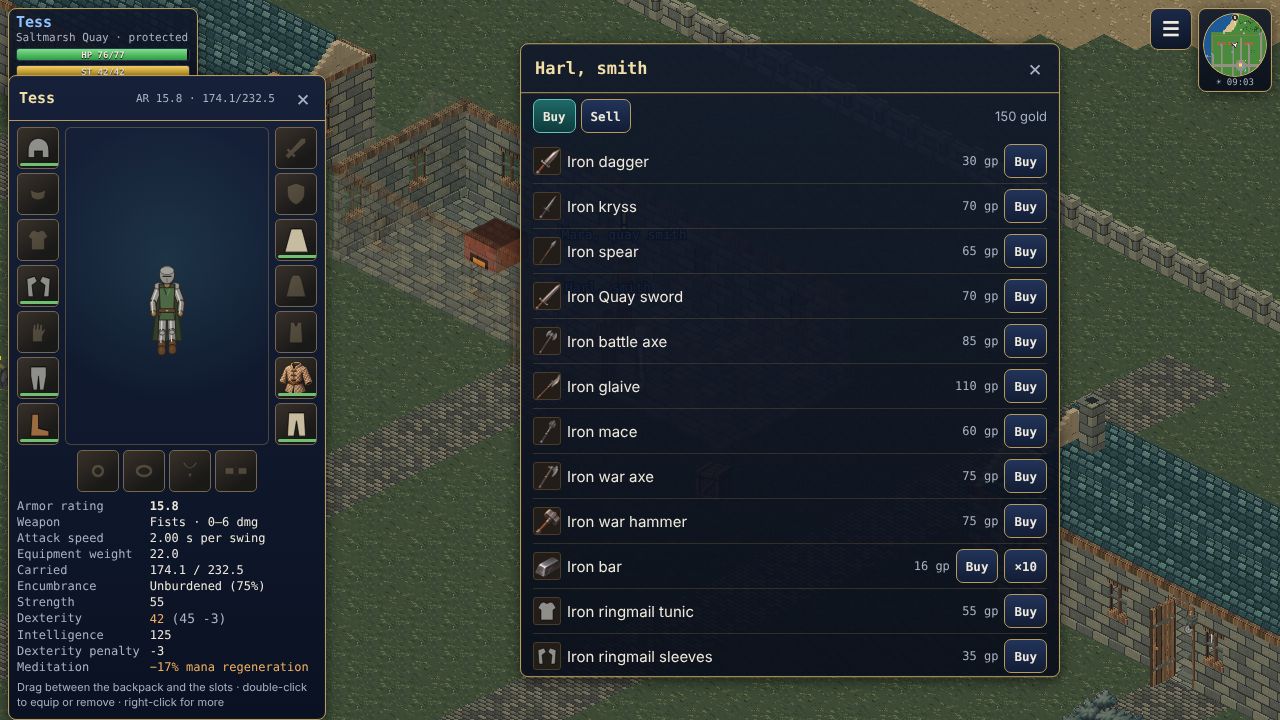 Tess
Saltmarsh Quay · protected
HP 76/77
ST 42/42
Tess
AR 15.8 · 174.1/232.5
Armor rating 15.8
Weapon Fists · 0–6 dmg
Attack speed 2.00 s per swing
Equipment weight 22.0
Carried 174.1 / 232.5
Encumbrance Unburdened (75%)
Strength 55
Dexterity 42 (45 -3)
Intelligence 125
Dexterity penalty -3
Meditation −17% mana regeneration
Drag between the backpack and the slots · double-click
to equip or remove · right-click for more
Harl, smith
Buy Sell 150 gold
Iron dagger 30 gp Buy
Iron kryss 70 gp Buy
Mara, quay smith
Iron spear 65 gp Buy
Iron Quay sword 70 gp Buy
Iron battle axe 85 gp Buy
Iron glaive 110 gp Buy
Iron mace 60 gp Buy
Iron war axe 75 gp Buy
Iron war hammer 75 gp Buy
Iron bar 16 gp Buy ×10
Iron ringmail tunic 55 gp Buy
Iron ringmail sleeves 35 gp Buy
☀ 09:03